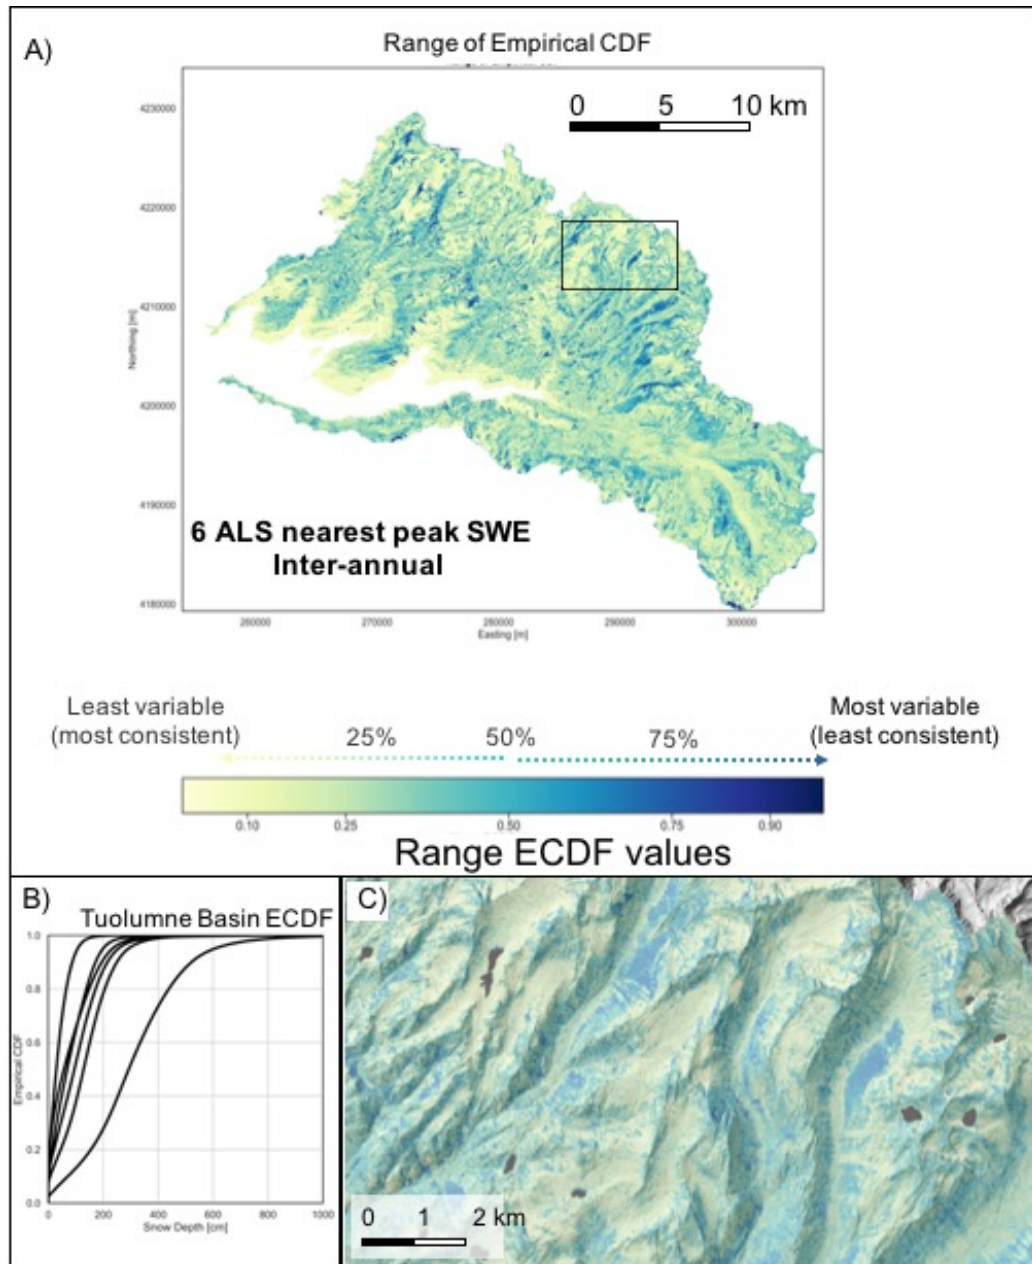 A)
Range of Empirical CDF
0 5 10 km
4230000
4220000
4210000
4200000
4190000
4180000
Northing [m]
6 ALS nearest peak SWE
Inter-annual
260000 270000 280000 290000 300000
Easting [m]
Least variable
(most consistent)
25% 50% 75%
Most variable
(least consistent)
0.10 0.25 0.50 0.75 0.90
Range ECDF values
B)
Tuolumne Basin ECDF
1.0
0.8
0.6
0.4
0.2
0.0
Empirical CDF
0 200 400 600 800 1000
Snow Depth [cm]
C)
0 1 2 km